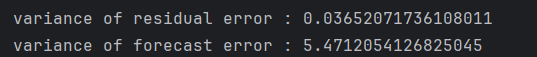 variance of residual error : 0.03652071736108011
variance of forecast error : 5.4712054126825045